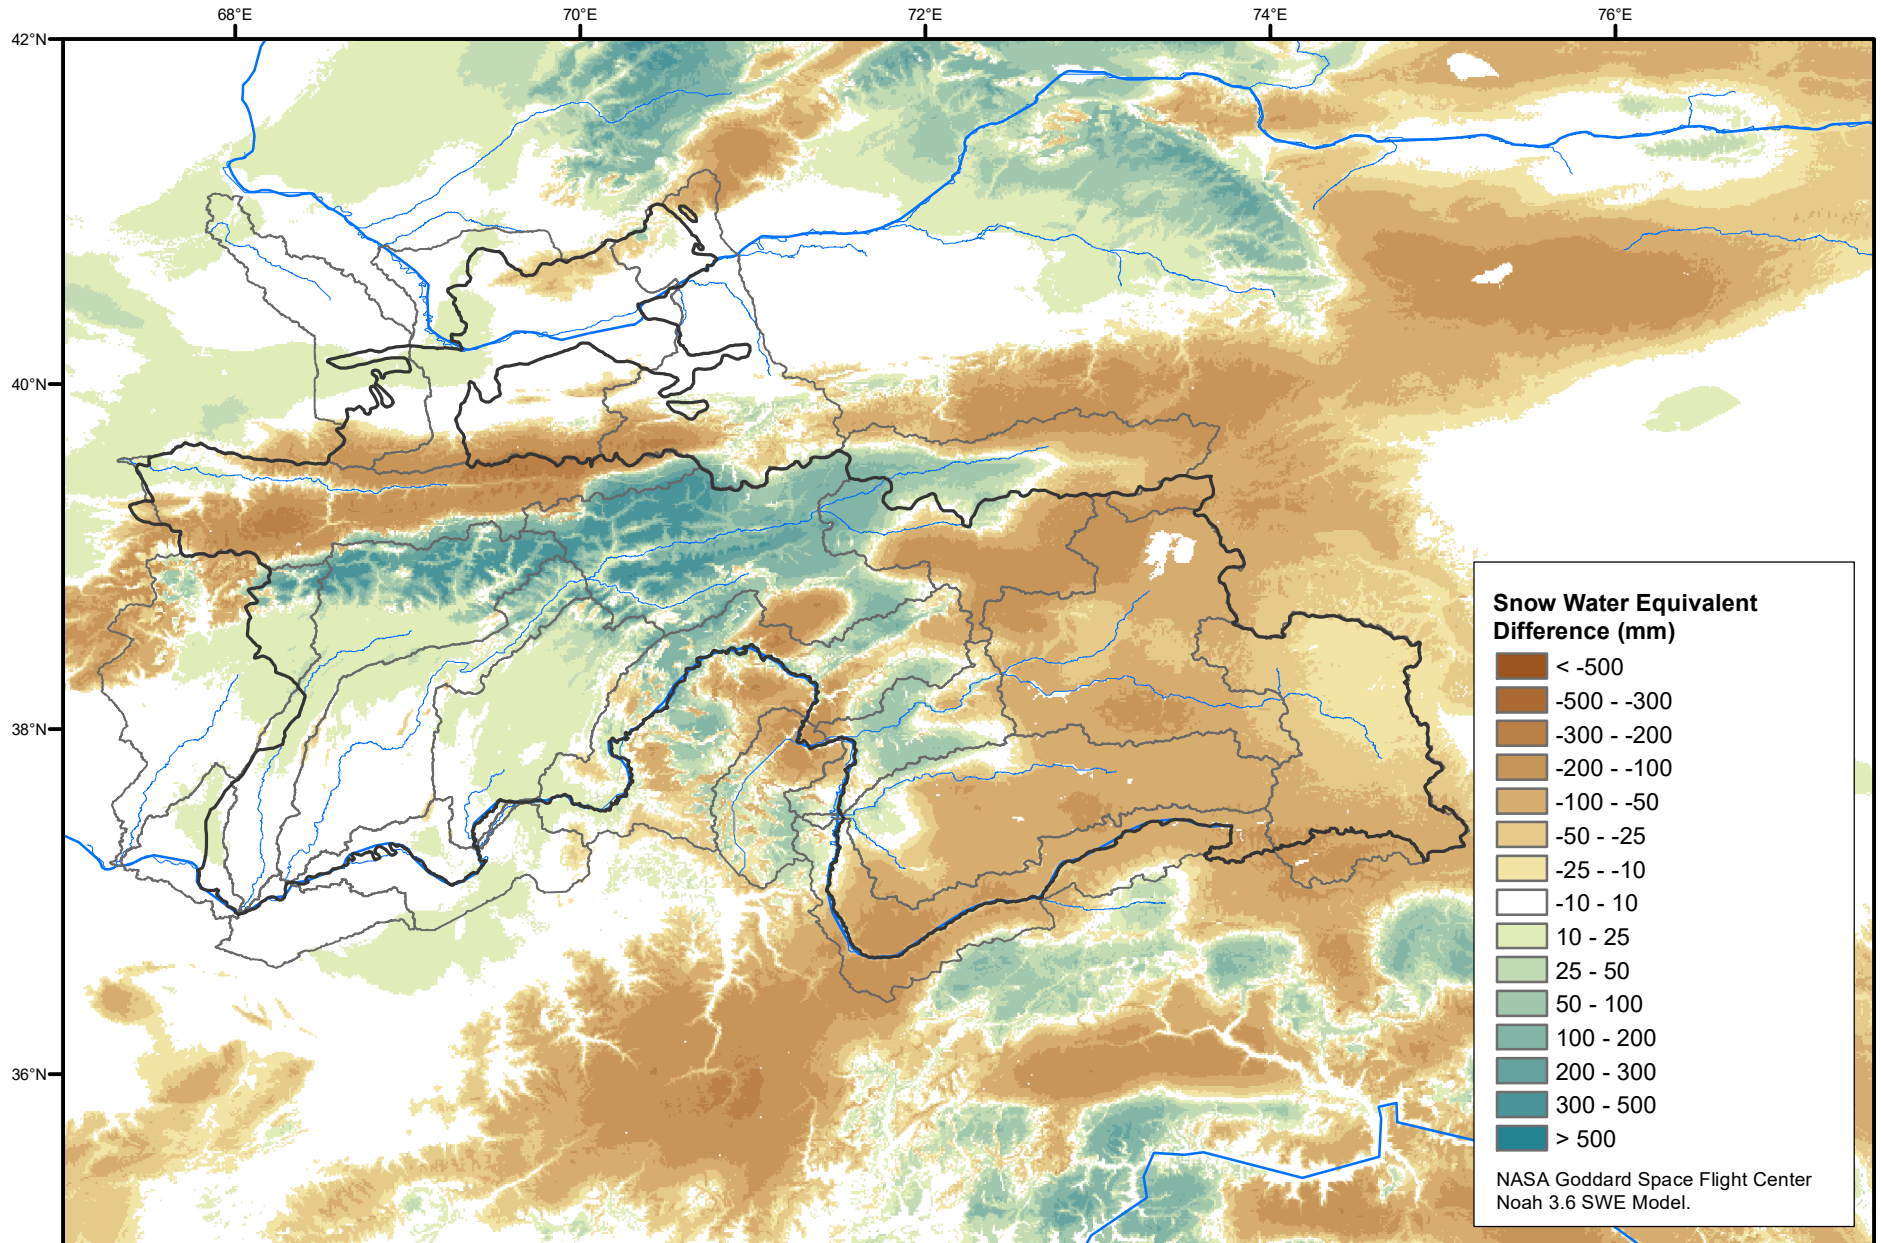 68°E 70°E 72°E 74°E 76°E
42°N
40°N
38°N
36°N
Snow Water Equivalent
Difference (mm)
< -500
-500 - -300
-300 - -200
-200 - -100
-100 - -50
-50 - -25
-25 - -10
-10 - 10
10 - 25
25 - 50
50 - 100
100 - 200
200 - 300
300 - 500
> 500
NASA Goddard Space Flight Center
Noah 3.6 SWE Model.